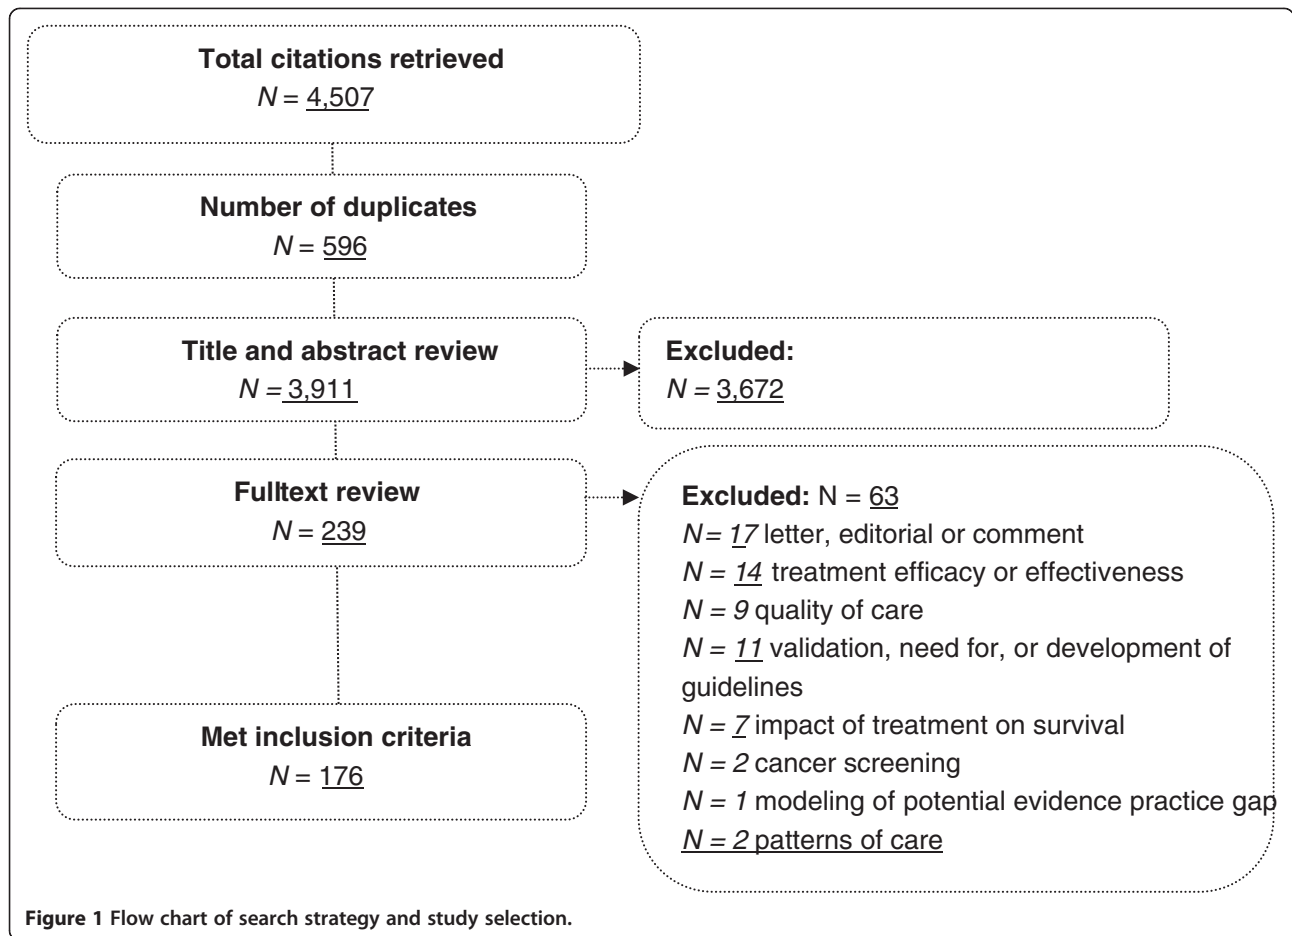 Total citations retrieved
N = 4,507
Number of duplicates
N = 596
Title and abstract review
N = 3,911
Excluded:
N = 3,672
Fulltext review
N = 239
Excluded: N = 63
N= 17 letter, editorial or comment
N = 14 treatment efficacy or effectiveness
N = 9 quality of care
N = 11 validation, need for, or development of
guidelines
N = 7 impact of treatment on survival
N = 2 cancer screening
N = 1 modeling of potential evidence practice gap
N = 2 patterns of care
Met inclusion criteria
N = 176
Figure 1 Flow chart of search strategy and study selection.